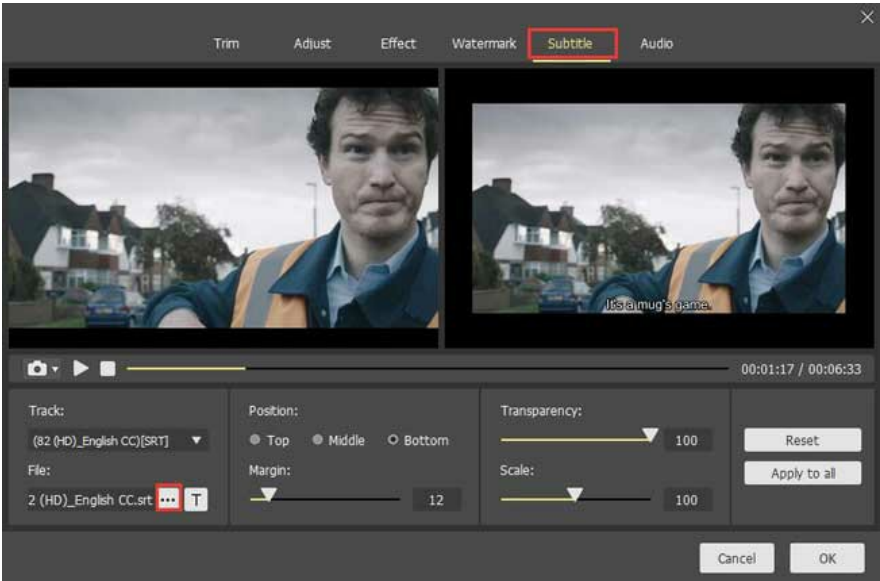 Trim Adjust Effect Watermark Subtitle Audio
It's a mug's game.
00:01:17 / 00:06:33
Track:
(82 (HD)_English CC)[SRT]
File:
2 (HD)_English CC.srt ••• T
Position:
Top Middle Bottom
Margin:
12
Transparency:
100
Scale:
100
Reset
Apply to all
Cancel OK